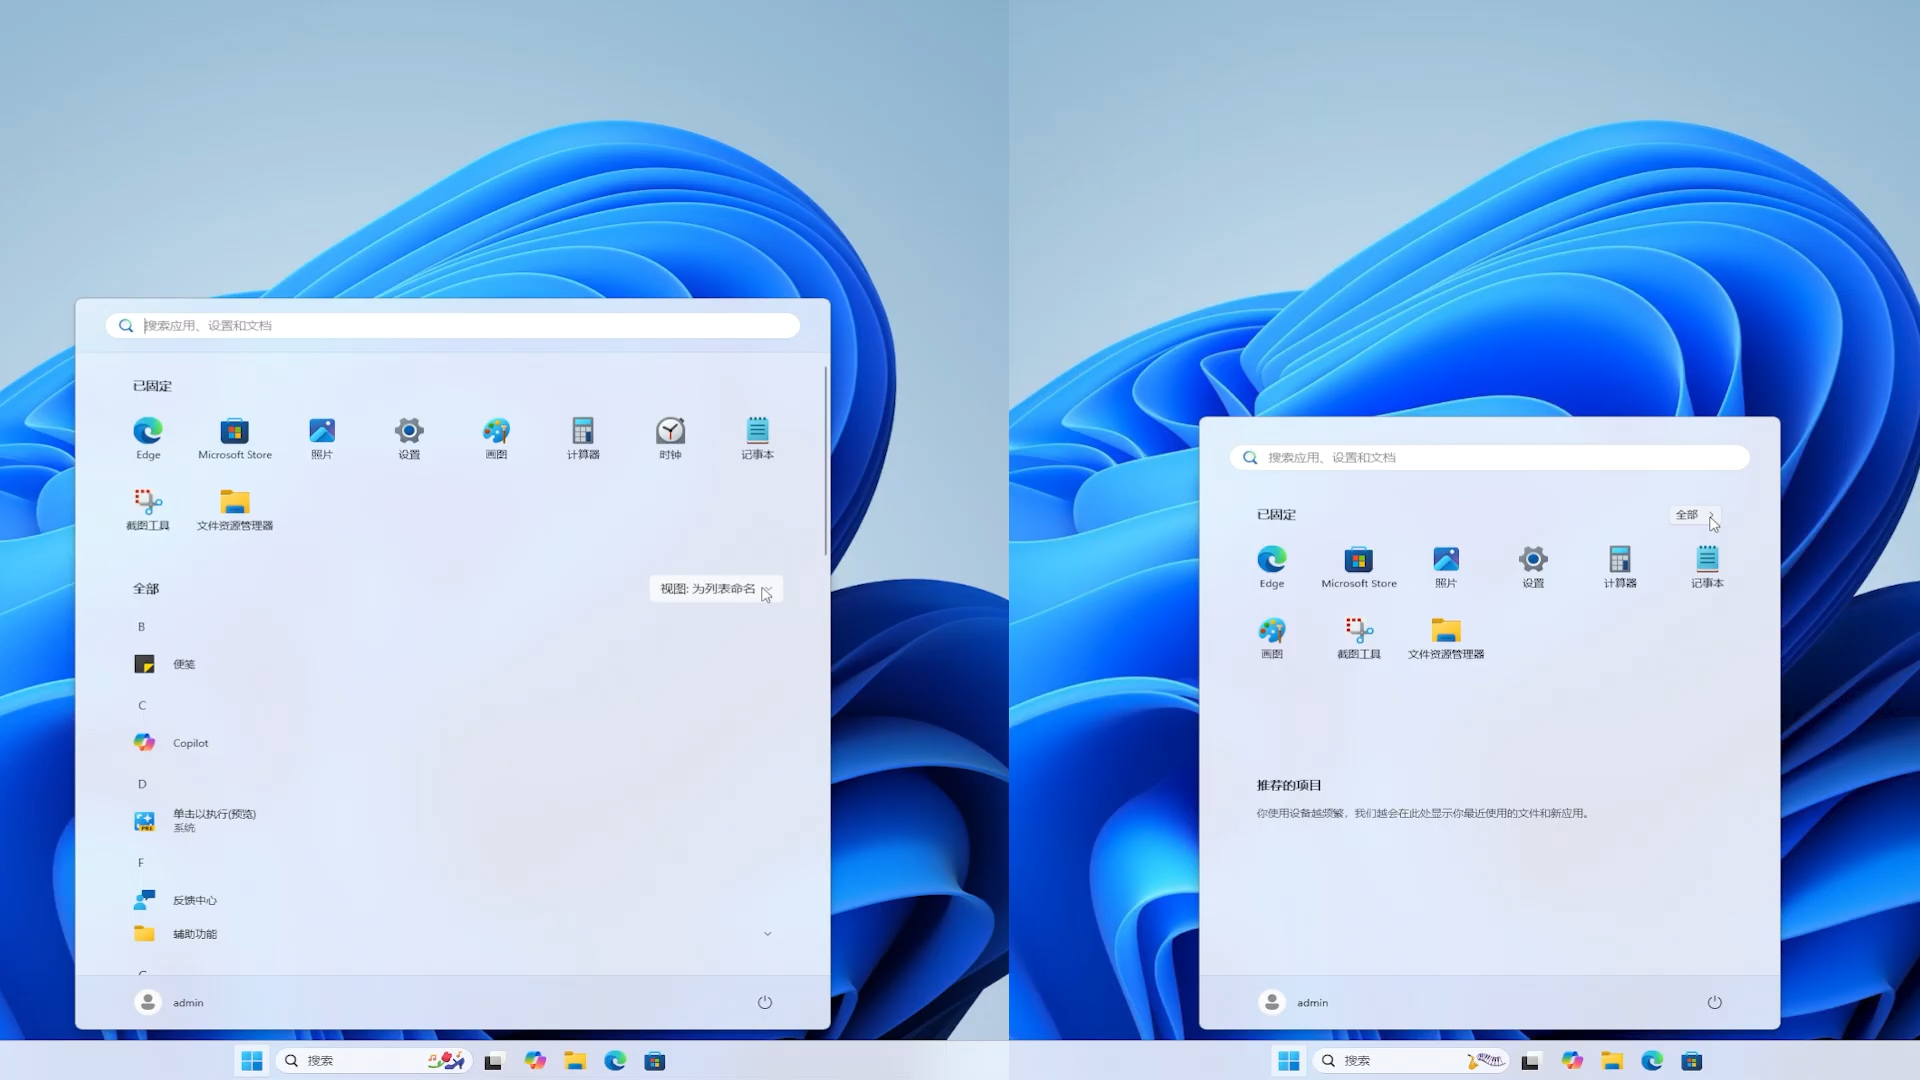 搜索应用、设置和文档
已固定
Edge
Microsoft Store
照片
设置
画图
计算器
时钟
记事本
截图工具
文件资源管理器
全部
视图: 为列表命名
B
便笺
C
Copilot
D
单击以执行(预览)
系统
F
反馈中心
辅助功能
admin
搜索
搜索应用、设置和文档
已固定
全部
Edge
Microsoft Store
照片
设置
计算器
记事本
画图
截图工具
文件资源管理器
推荐的项目
你使用设备越频繁，我们越会在此处显示你最近使用的文件和新应用。
admin
搜索